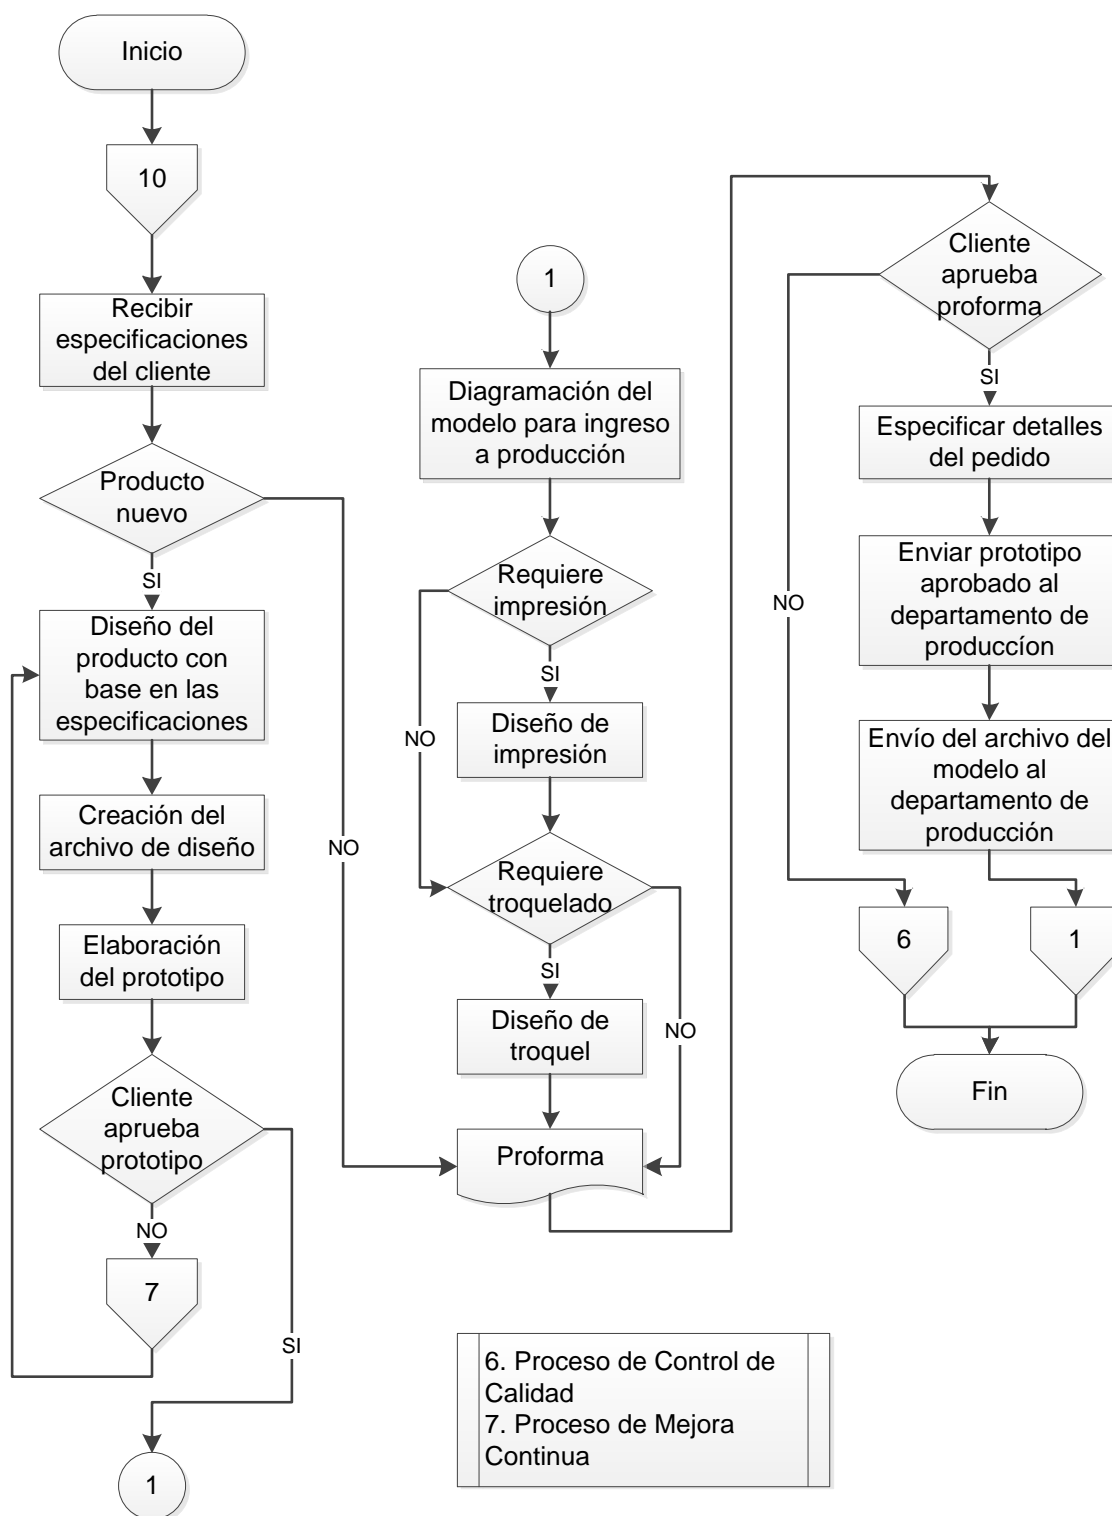 Inicio
10
Recibir
especificaciones
del cliente
Producto
nuevo
SI
NO
Diseño del
producto con
base en las
especificaciones
Creación del
archivo de diseño
Elaboración
del prototipo
Cliente
aprueba
prototipo
NO
SI
7
1
1
Diagramación del
modelo para ingreso
a producción
Requiere
impresión
SI
NO
Diseño de
impresión
Requiere
troquelado
SI
NO
Diseño de
troquel
Proforma
Cliente
aprueba
proforma
SI
NO
Especificar detalles
del pedido
Enviar prototipo
aprobado al
departamento de
produccíon
Envío del archivo del
modelo al
departamento de
producción
6
1
Fin
6. Proceso de Control de
Calidad
7. Proceso de Mejora
Continua